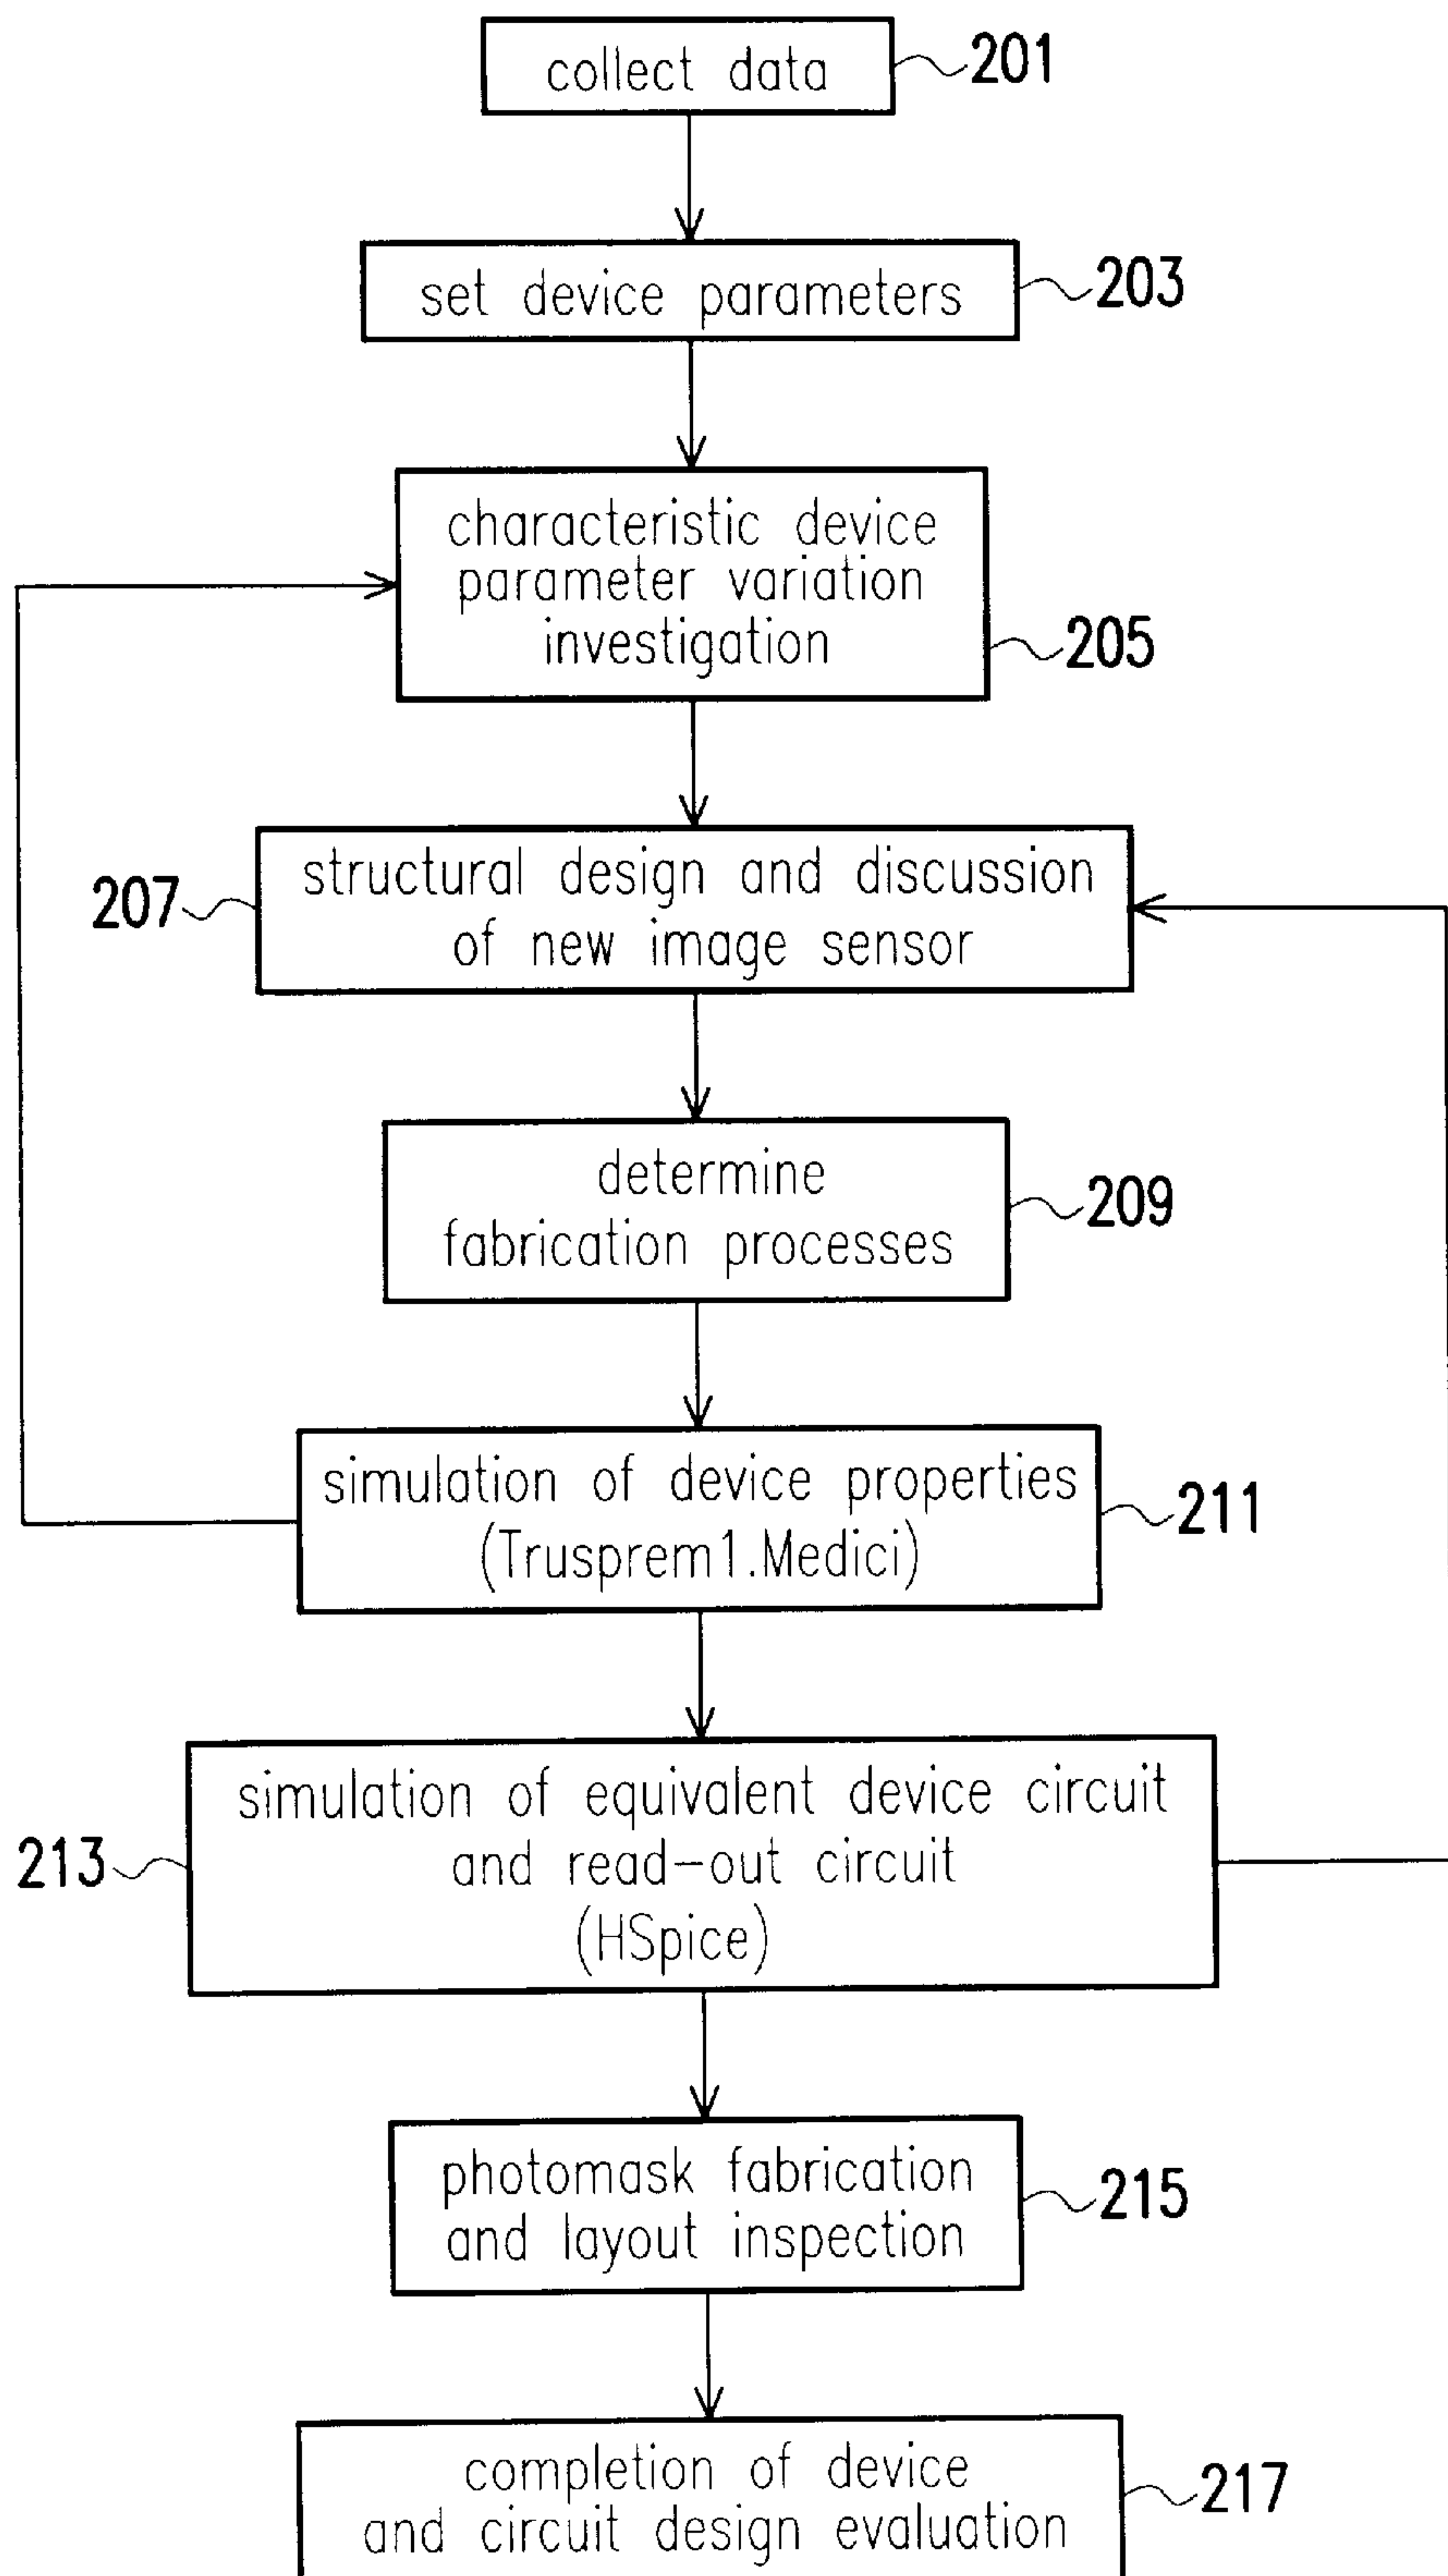 collect data
201
set device parameters
203
characteristic device
parameter variation
investigation
205
structural design and discussion
of new image sensor
207
determine
fabrication processes
209
simulation of device properties
(Trusprem1.Medici)
211
simulation of equivalent device circuit
and read-out circuit
(HSpice)
213
photomask fabrication
and layout inspection
215
completion of device
and circuit design evaluation
217